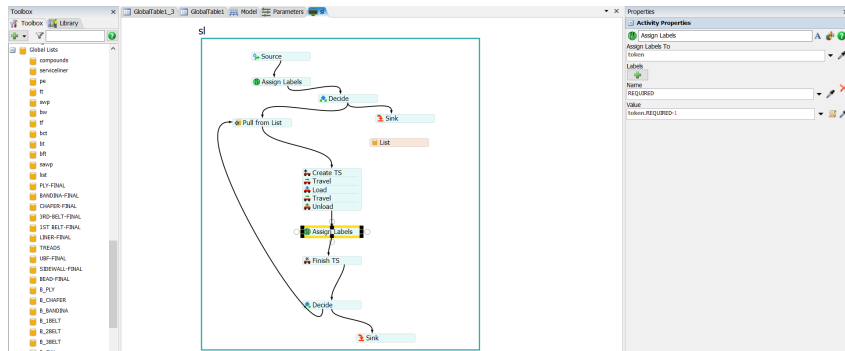 Toolbox
GlobalTable1_3
GlobalTable1
Model
Parameters
sl
Properties
Toolbox
Library
Activity Properties
Assign Labels
Assign Labels To
token
Labels
Name
REQUIRED
Value
token.REQUIRED-1
Global Lists
compounds
serviceliner
pe
tt
swp
bw
tf
bct
bt
bft
sawp
list
PLY-FINAL
BANDINA-FINAL
CHAFER-FINAL
3RD-BELT-FINAL
1ST BELT-FINAL
LINER-FINAL
TREADS
UBF-FINAL
SIDEWALL-FINAL
BEAD-FINAL
B_PLY
B_CHAFER
B_BANDINA
B_1BELT
B_2BELT
B_3BELT
sl
Source
Assign Labels
Decide
Sink
Pull from List
List
Create TS
Travel
Load
Travel
Unload
Assign Labels
Finish TS
Decide
Sink